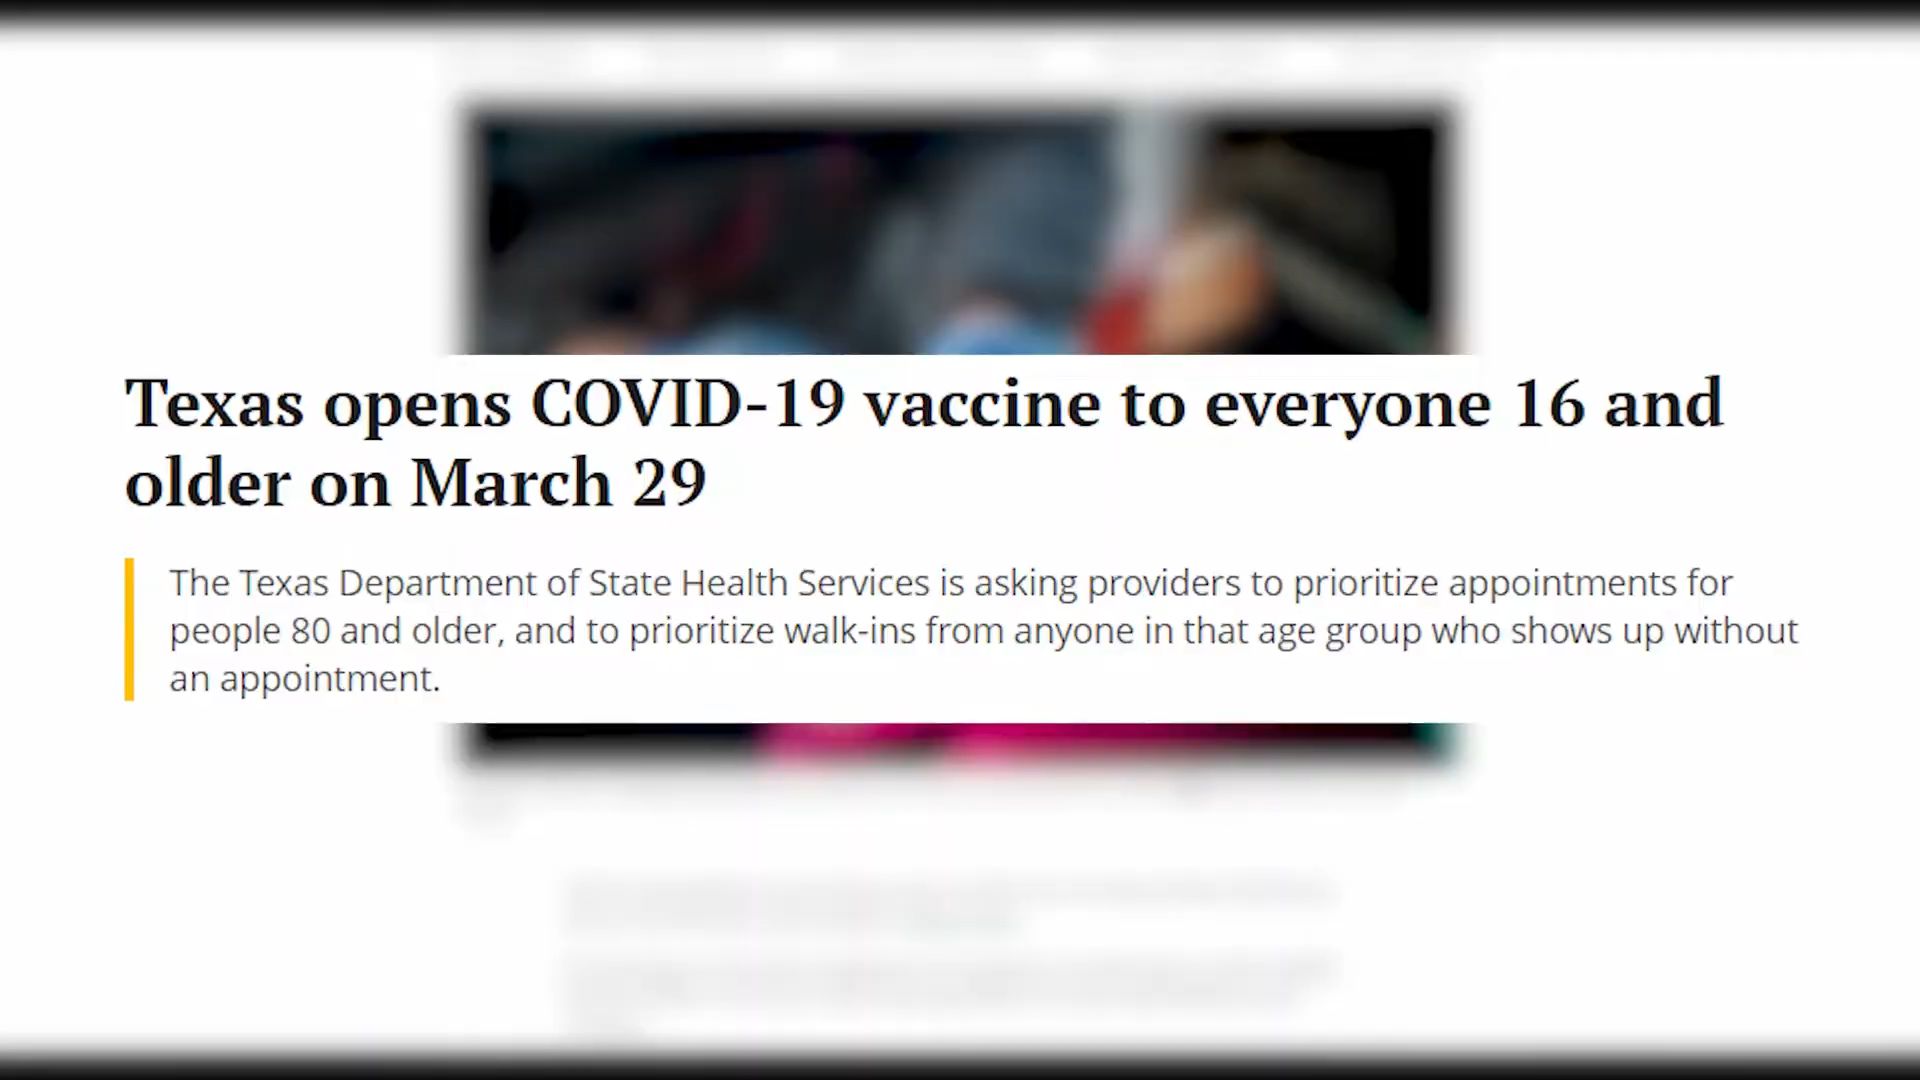 Texas opens COVID-19 vaccine to everyone 16 and
older on March 29
The Texas Department of State Health Services is asking providers to prioritize appointments for
people 80 and older, and to prioritize walk-ins from anyone in that age group who shows up without
an appointment.